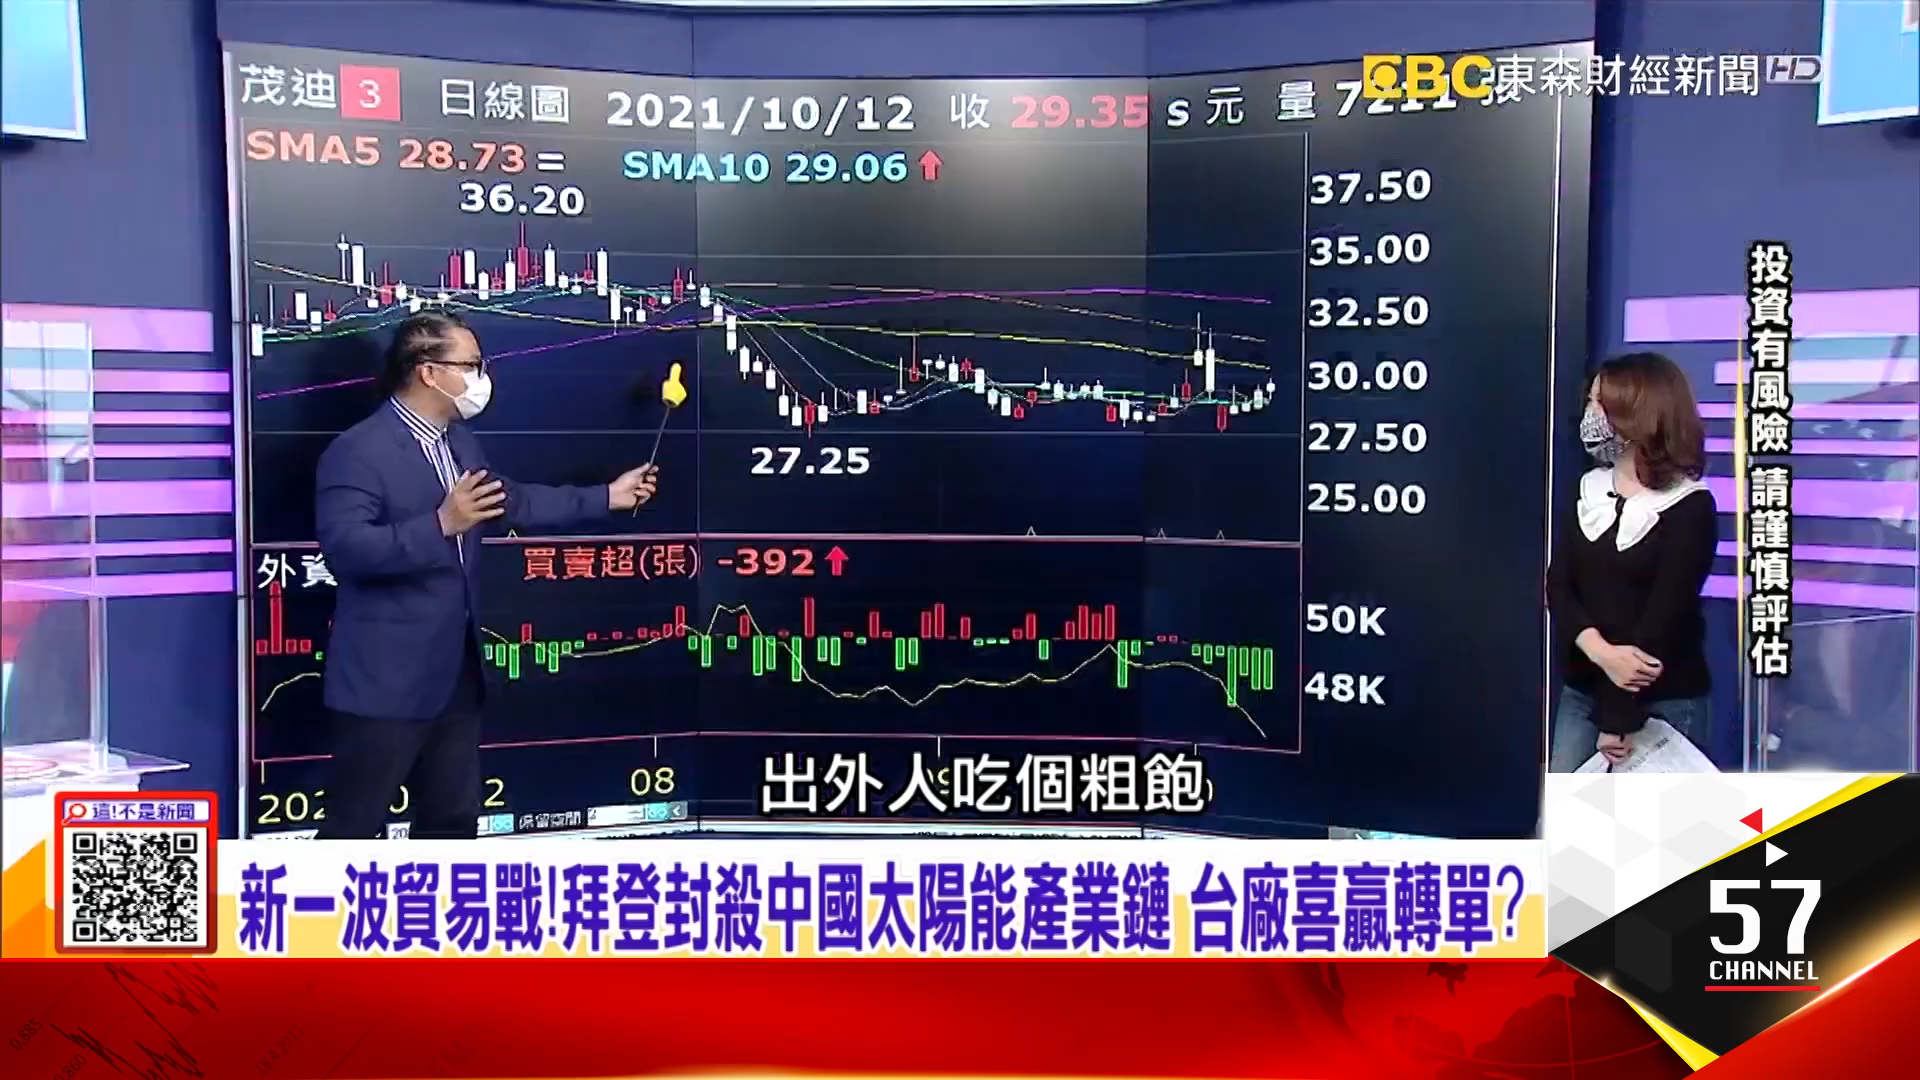 茂迪 3 日線圖 2021/10/12 收 29.35 s 元 量 7211 張
EBC 東森財經新聞 HD
SMA5 28.73 = SMA10 29.06 ↑
36.20
37.50
35.00
32.50
30.00
27.50
25.00
27.25
投資有風險 請謹慎評估
外資
買賣超(張) -392 ↑
50K
48K
08
出外人吃個粗飽
這!不是新聞
新一波貿易戰!拜登封殺中國太陽能產業鏈 台廠喜贏轉單?
57
CHANNEL